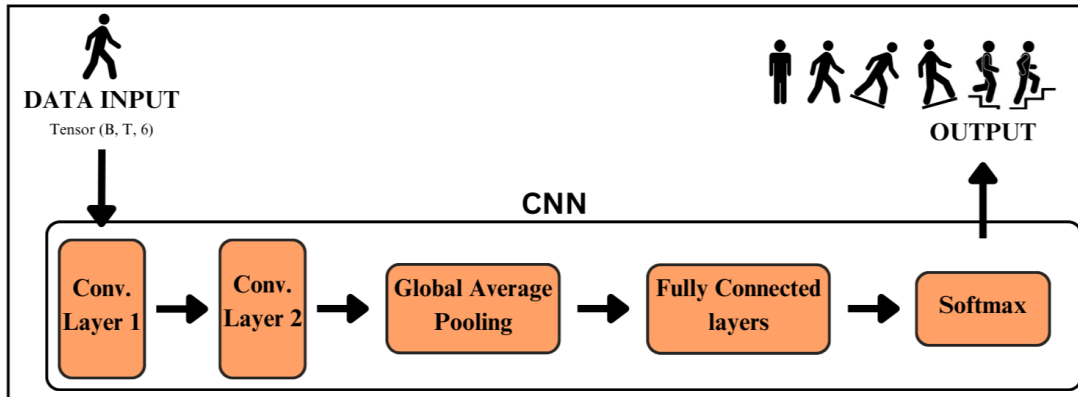 DATA INPUT
Tensor (B, T, 6)
OUTPUT
CNN
Conv.
Layer 1
Conv.
Layer 2
Global Average
Pooling
Fully Connected
layers
Softmax